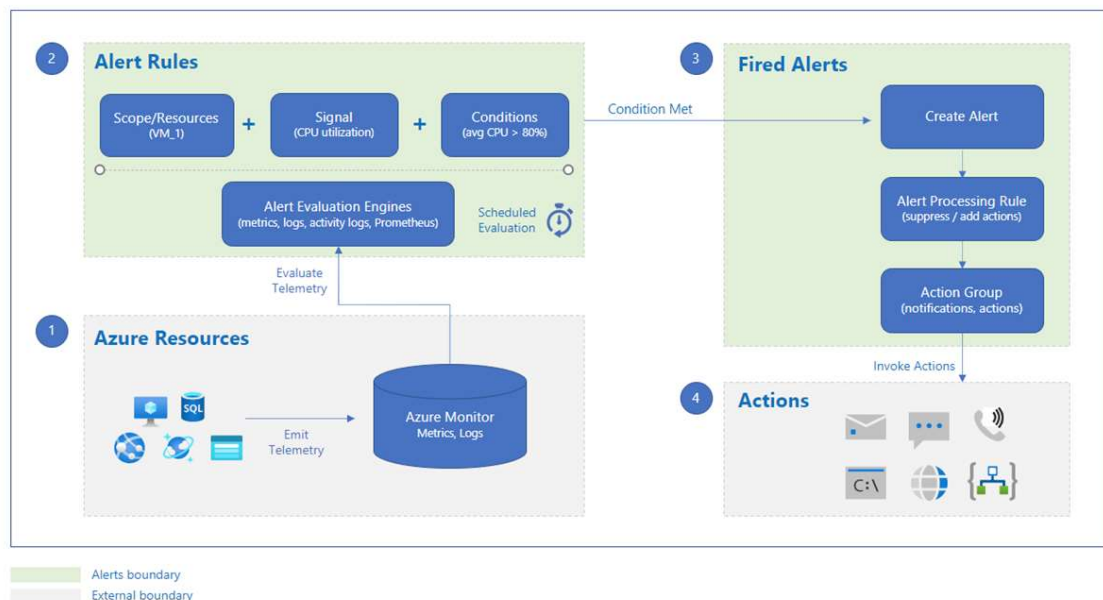 2
Alert Rules
Scope/Resources
(VM_1)
+
Signal
(CPU utilization)
+
Conditions
(avg CPU > 80%)
Alert Evaluation Engines
(metrics, logs, activity logs, Prometheus)
Scheduled
Evaluation
Condition Met
3
Fired Alerts
Create Alert
Alert Processing Rule
(suppress / add actions)
Action Group
(notifications, actions)
Evaluate
Telemetry
1
Azure Resources
SQL
Emit
Telemetry
Azure Monitor
Metrics, Logs
Invoke Actions
4
Actions
C:\
Alerts boundary
External boundary